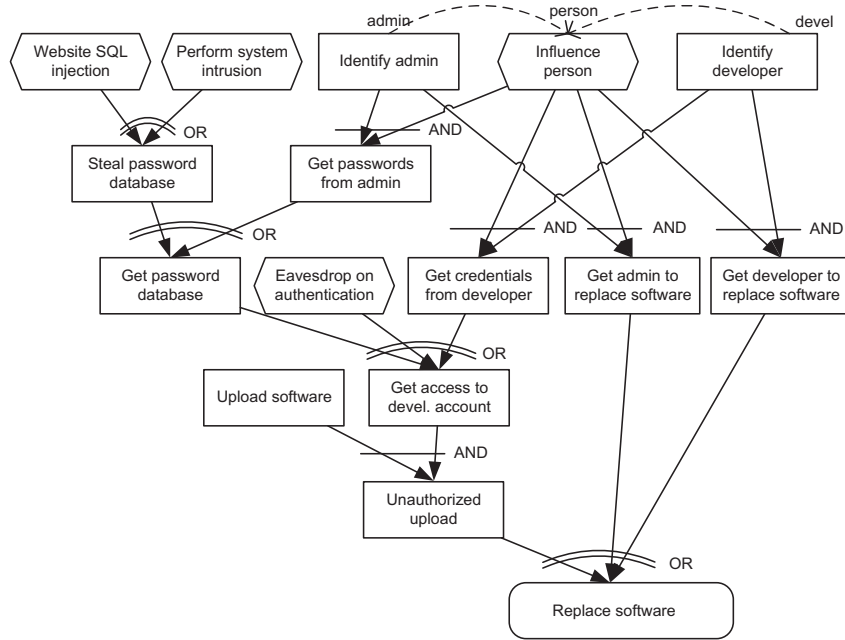 admin
person
devel
Website SQL
injection
Perform system
intrusion
Identify admin
Influence
person
Identify
developer
OR
AND
Steal password
database
Get passwords
from admin
OR
AND
AND
AND
Get password
database
Eavesdrop on
authentication
Get credentials
from developer
Get admin to
replace software
Get developer to
replace software
OR
Upload software
Get access to
devel. account
AND
Unauthorized
upload
OR
Replace software